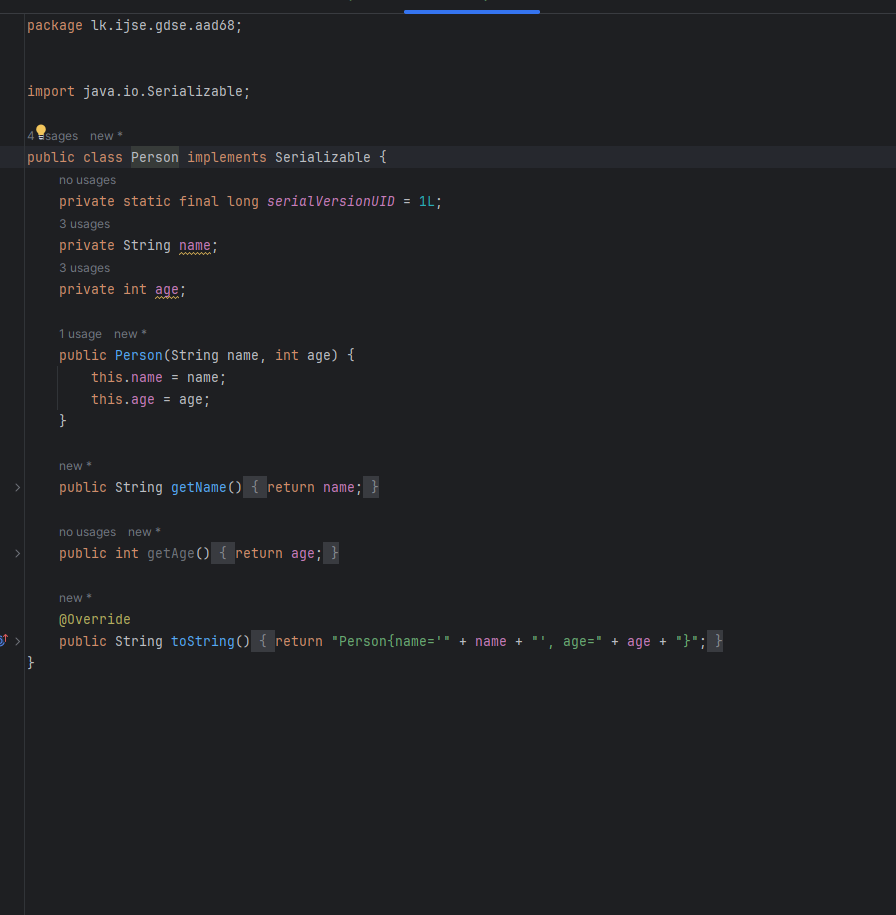 package lk.ijse.gdse.aad68;
import java.io.Serializable;
4 usages new *
public class Person implements Serializable {
no usages
private static final long serialVersionUID = 1L;
3 usages
private String name;
3 usages
private int age;
1 usage new *
public Person(String name, int age) {
this.name = name;
this.age = age;
}
new *
public String getName() { return name; }
no usages new *
public int getAge() { return age; }
new *
@Override
public String toString() { return "Person{name='" + name + "', age=" + age + "}"; }
}